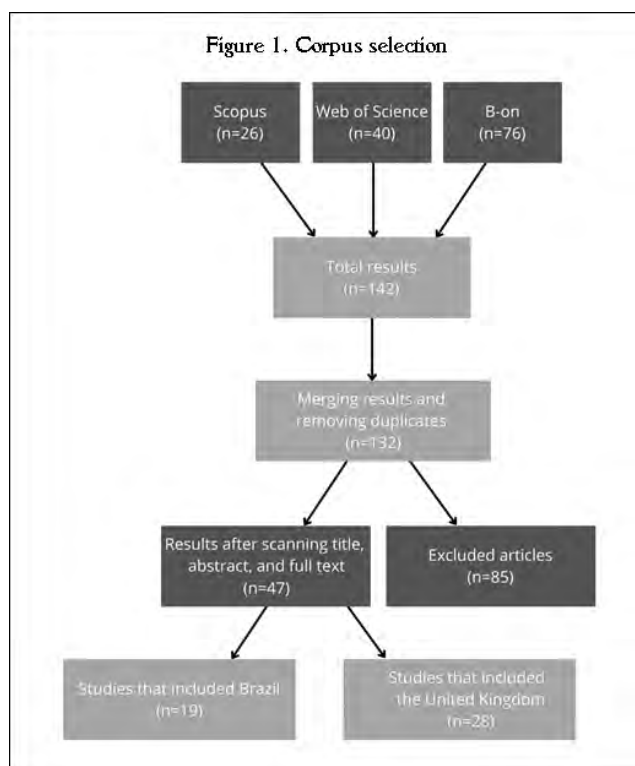 Figure 1. Corpus selection
Scopus
(n=26)
Web of Science
(n=40)
B-on
(n=76)
Total results
(n=142)
Merging results and
removing duplicates
(n=132)
Results after scanning title,
abstract, and full text
(n=47)
Excluded articles
(n=85)
Studies that included Brazil
(n=19)
Studies that included
the United Kingdom
(n=28)